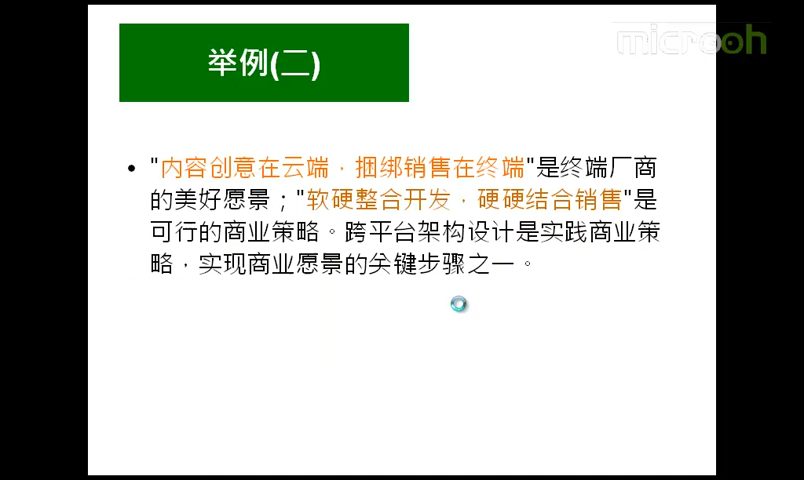 microoh
举例(二)
• "内容创意在云端，捆绑销售在终端"是终端厂商
的美好愿景；"软硬整合开发，硬硬结合销售"是
可行的商业策略。跨平台架构设计是实践商业策
略，实现商业愿景的关键步骤之一。